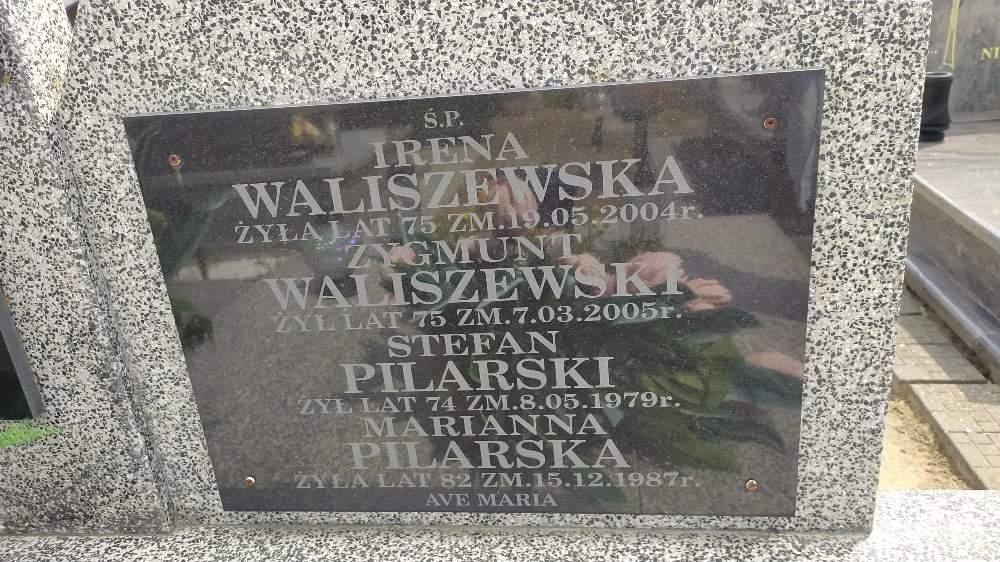 Ś.P.
IRENA
WALISZEWSKA
ŻYŁA LAT 75 ZM.19.05.2004r.
ZYGMUNT
WALISZEWSKI
ŻYŁ LAT 75 ZM.7.03.2005r.
STEFAN
PILARSKI
ŻYŁ LAT 74 ZM.8.05.1979r.
MARIANNA
PILARSKA
ŻYŁA LAT 82 ZM.15.12.1987r.
AVE MARIA
NI